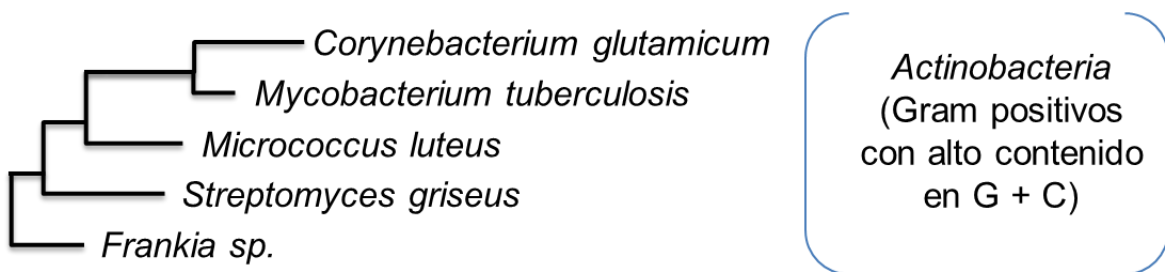 Corynebacterium glutamicum
Mycobacterium tuberculosis
Micrococcus luteus
Streptomyces griseus
Frankia sp.
Actinobacteria
(Gram positivos
con alto contenido
en G + C)